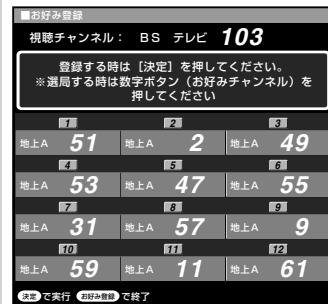 ■お好み登録
視聴チャンネル： BS テレビ 103
登録する時は［決定］を押してください。
※選局する時は数字ボタン（お好みチャンネル）を
押してください
1 2 3
地上A 51 地上A 2 地上A 49
4 5 6
地上A 53 地上A 47 地上A 55
7 8 9
地上A 31 地上A 57 地上A 9
10 11 12
地上A 59 地上A 11 地上A 61
決定 で実行 お好み登録 で終了